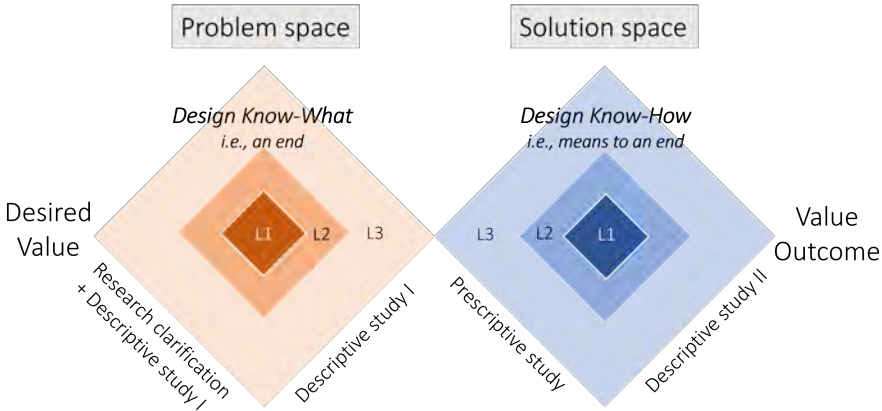 Problem space
Solution space
Design Know-What
i.e., an end
Design Know-How
i.e., means to an end
Desired
Value
L1
L2
L3
L3
L2
L1
Value
Outcome
Research clarification
+ Descriptive study I
Descriptive study I
Prescriptive study
Descriptive study II